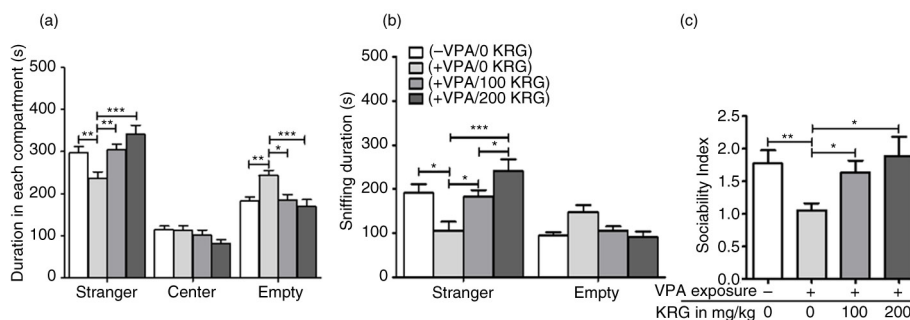 (a)
Duration in each compartment (s)
500
400
300
200
100
0
** ** ***
** * ***
Stranger Center Empty
(b)
Sniffing duration (s)
500
400
300
200
100
0
(−VPA/0 KRG)
(+VPA/0 KRG)
(+VPA/100 KRG)
(+VPA/200 KRG)
***
* * *
Stranger Empty
(c)
Sociability Index
2.5
2.0
1.5
1.0
0.5
0.0
** * *
VPA exposure − + + +
KRG in mg/kg 0 0 100 200